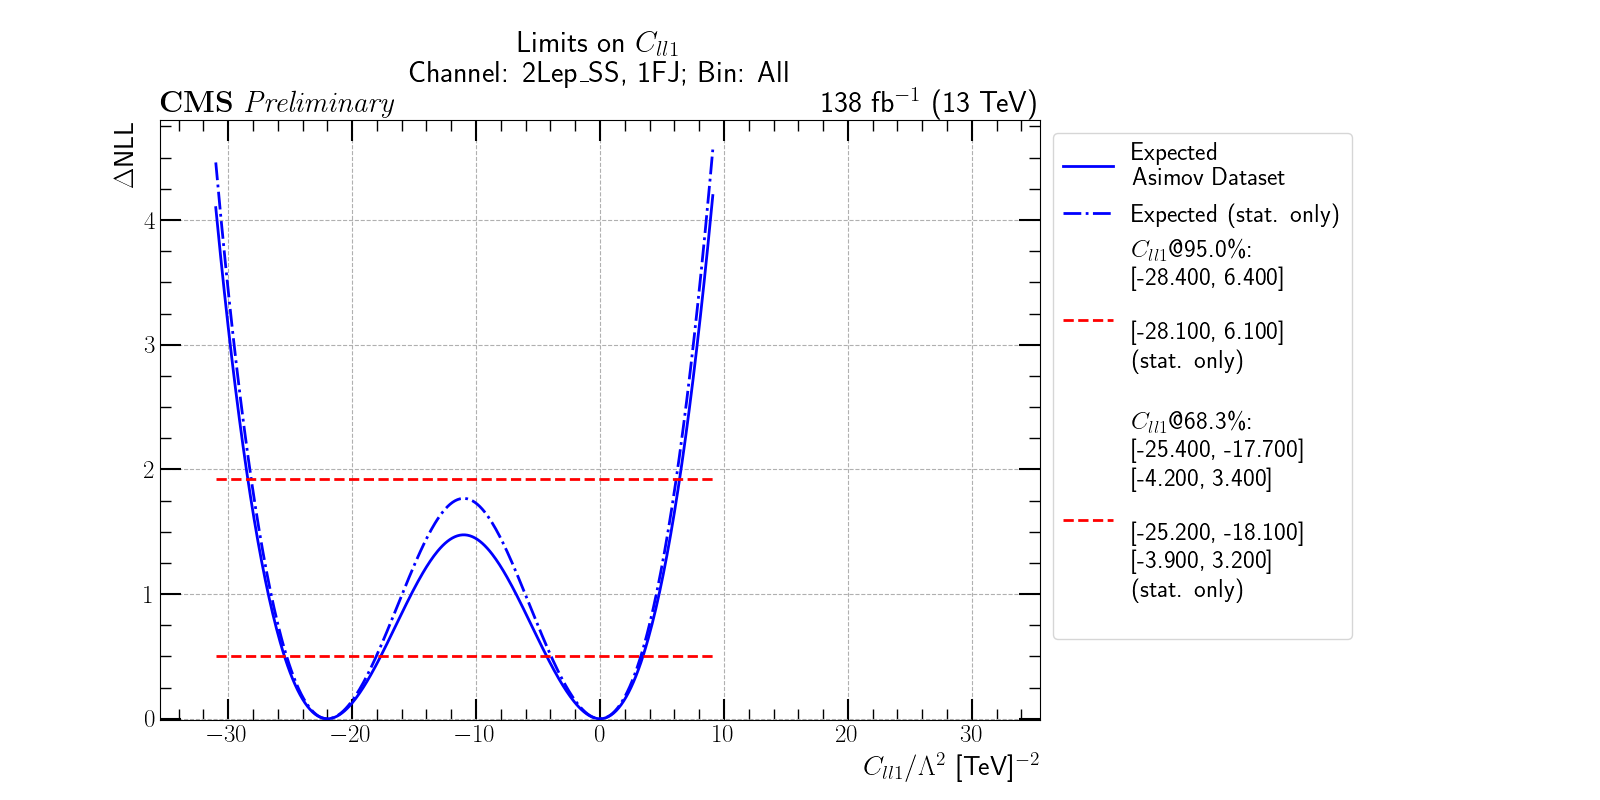 Limits on C_{ll1}
Channel: 2Lep_SS, 1FJ; Bin: All
CMS Preliminary
138 fb^{-1} (13 TeV)
ΔNLL
4
3
2
1
0
−30 −20 −10 0 10 20 30
C_{ll1}/Λ^2 [TeV]^{−2}
Expected
Asimov Dataset
Expected (stat. only)
C_{ll1}@95.0%:
[-28.400, 6.400]
[-28.100, 6.100]
(stat. only)
C_{ll1}@68.3%:
[-25.400, -17.700]
[-4.200, 3.400]
[-25.200, -18.100]
[-3.900, 3.200]
(stat. only)